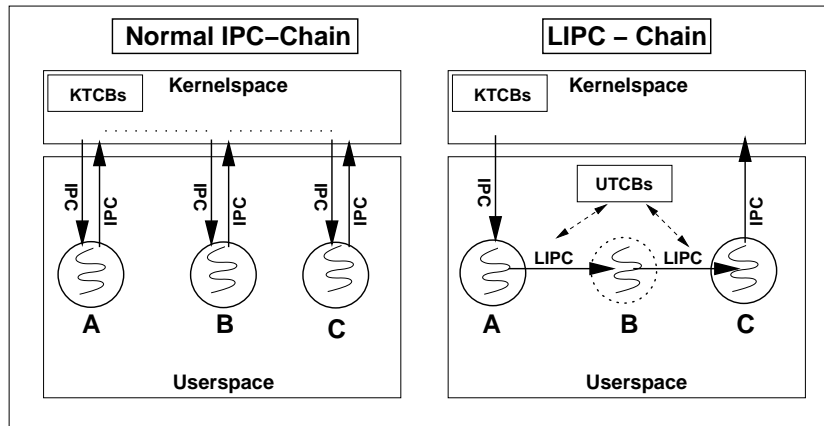 Normal IPC–Chain
KTCBs
Kernelspace
IPC
IPC
IPC
IPC
IPC
IPC
A
B
C
Userspace
LIPC – Chain
KTCBs
Kernelspace
IPC
UTCBs
IPC
LIPC
LIPC
A
B
C
Userspace